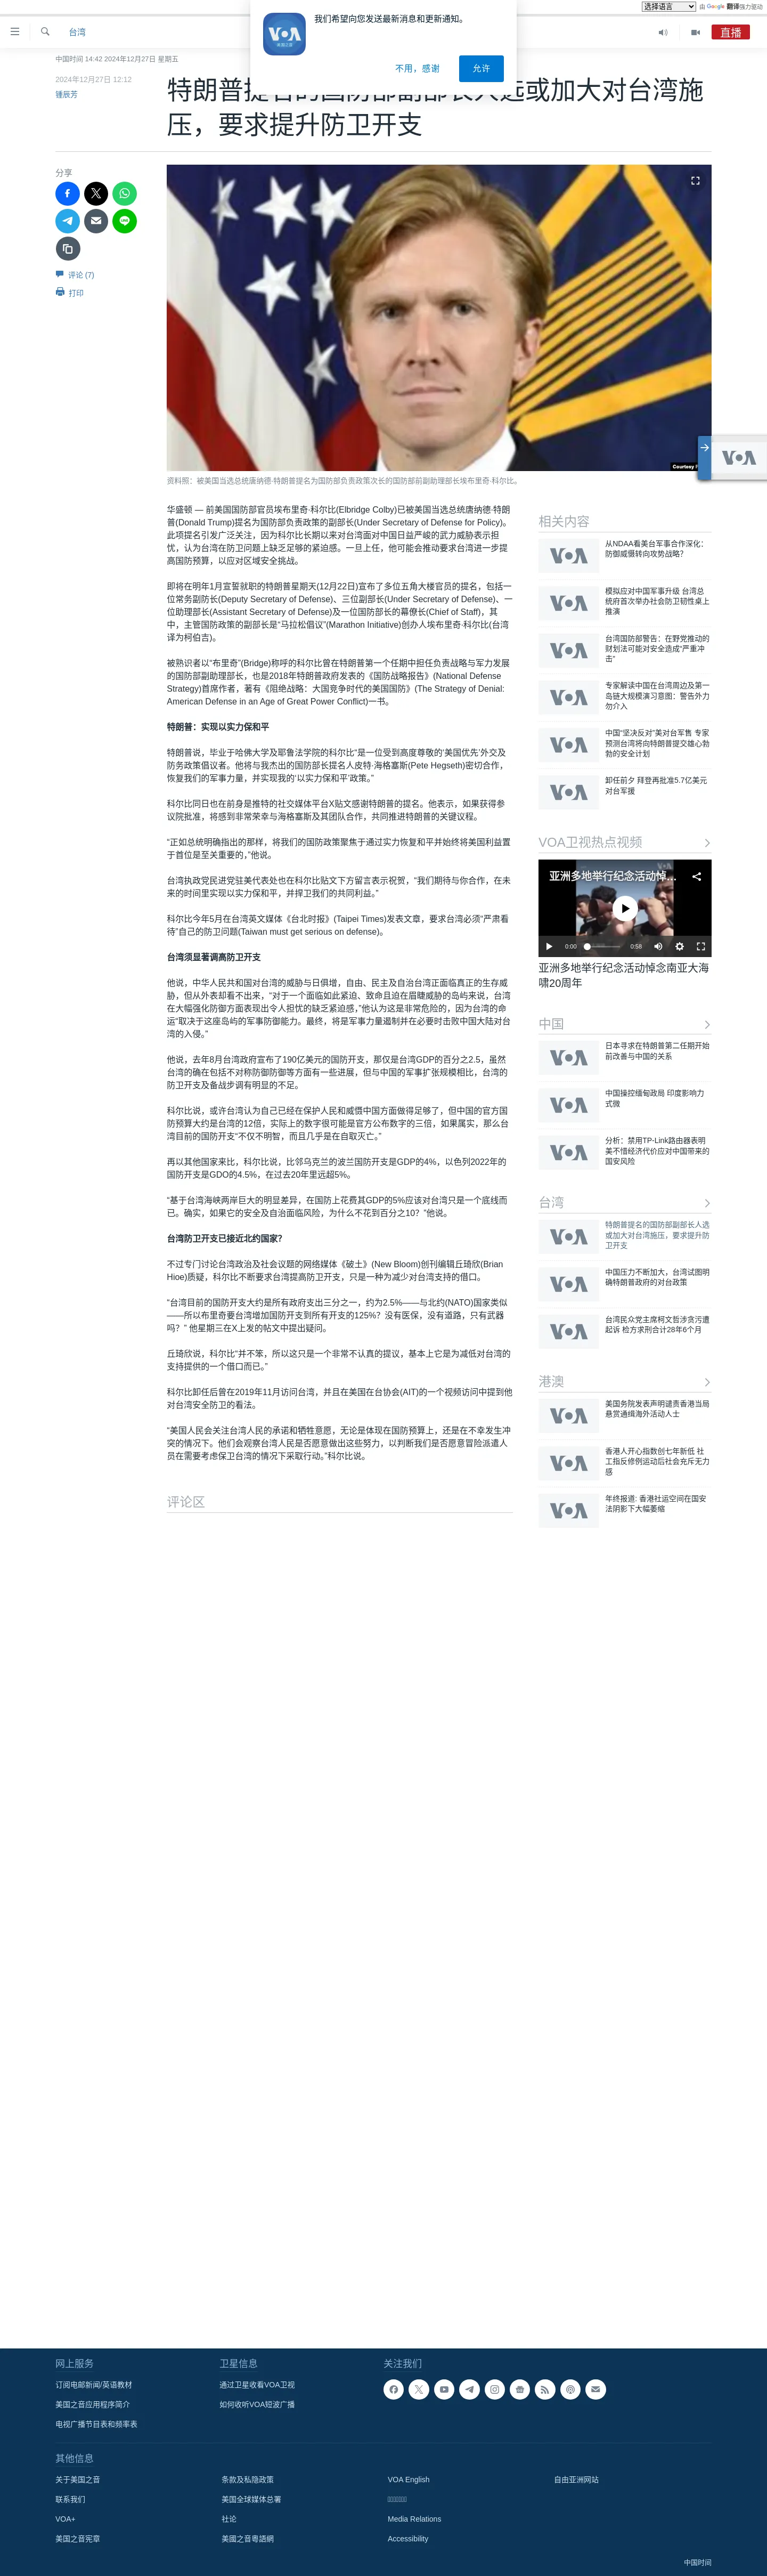 选择语言 由 Google 翻译强力驱动
我们希望向您发送最新消息和更新通知。
不用，感谢
允许
台湾
直播
中国时间 14:42 2024年12月27日 星期五
2024年12月27日 12:12
锺辰芳
压，要求提升防卫开支
分享
评论 (7)
打印
资料照：被美国当选总统唐纳德·特朗普提名为国防部负责政策次长的国防部前副助理部长埃布里奇·科尔比。
华盛顿 — 前美国国防部官员埃布里奇·科尔比(Elbridge Colby)已被美国当选总统唐纳德·特朗
普(Donald Trump)提名为国防部负责政策的副部长(Under Secretary of Defense for Policy)。
此项提名引发广泛关注，因为科尔比长期以来对台湾面对中国日益严峻的军事威胁表示担
忧，认为台湾在防卫问题上缺乏足够的紧迫感。一旦上任，他可能会推动要求台湾进一步提
高国防预算，以应对区域安全挑战。
即将在明年1月宣誓就职的特朗普星期天(12月22日)宣布了多位五角大楼官员的提名，包括一
位常务副防长(Deputy Secretary of Defense)、三位副部长(Under Secretary of Defense)、一
位助理部长(Assistant Secretary of Defense)及一位国防部长的幕僚长(Chief of Staff)，其
中，主管国防政策的副部长是“马拉松倡议”(Marathon Initiative)创办人埃布里奇·科尔比(台湾
译为柯伯吉)。
被熟识者以“布里奇”(Bridge)称呼的科尔比曾在特朗普第一个任期中担任负责战略与军力发展
的国防部副助理部长，也是2018年特朗普政府发表的《国防战略报告》(National Defense
Strategy)首席作者，著有《阻绝战略：大国竞争时代的美国国防》(The Strategy of Denial:
American Defense in an Age of Great Power Conflict)一书。
特朗普：实现以实力保和平
特朗普说，毕业于哈佛大学及耶鲁法学院的科尔比“是一位受到高度尊敬的‘美国优先’外交及
防务政策倡议者。他将与我杰出的国防部长提名人皮特·海格塞斯(Pete Hegseth)密切合作，
恢复我们的军事力量，并实现我的‘以实力保和平’政策。”
科尔比同日也在前身是推特的社交媒体平台X贴文感谢特朗普的提名。他表示，如果获得参
议院批准，将感到非常荣幸与海格塞斯及其团队合作，共同推进特朗普的关键议程。
“正如总统明确指出的那样，将我们的国防政策聚焦于通过实力恢复和平并始终将美国利益置
于首位是至关重要的，”他说。
台湾执政党民进党驻美代表处也在科尔比贴文下方留言表示祝贺，“我们期待与你合作，在未
来的时间里实现以实力保和平，并捍卫我们的共同利益。”
科尔比今年5月在台湾英文媒体《台北时报》(Taipei Times)发表文章，要求台湾必须“严肃看
待”自己的防卫问题(Taiwan must get serious on defense)。
台湾须显著调高防卫开支
他说，中华人民共和国对台湾的威胁与日俱增，自由、民主及自治台湾正面临真正的生存威
胁，但从外表却看不出来，“对于一个面临如此紧迫、致命且迫在眉睫威胁的岛屿来说，台湾
在大幅强化防御方面表现出令人担忧的缺乏紧迫感，”他认为这是非常危险的，因为台湾的命
运“取决于这座岛屿的军事防御能力。最终，将是军事力量遏制并在必要时击败中国大陆对台
湾的入侵。”
他说，去年8月台湾政府宣布了190亿美元的国防开支，那仅是台湾GDP的百分之2.5，虽然
台湾的确在包括不对称防御防御等方面有一些进展，但与中国的军事扩张规模相比，台湾的
防卫开支及备战步调有明显的不足。
科尔比说，或许台湾认为自己已经在保护人民和威慑中国方面做得足够了，但中国的官方国
防预算大约是台湾的12倍，实际上的数字很可能是官方公布数字的三倍，如果属实，那么台
湾目前的国防开支“不仅不明智，而且几乎是在自取灭亡。”
再以其他国家来比，科尔比说，比邻乌克兰的波兰国防开支是GDP的4%，以色列2022年的
国防开支是GDO的4.5%，在过去20年里远超5%。
“基于台湾海峡两岸巨大的明显差异，在国防上花费其GDP的5%应该对台湾只是一个底线而
已。确实，如果它的安全及自治面临风险，为什么不花到百分之10？”他说。
台湾防卫开支已接近北约国家?
不过专门讨论台湾政治及社会议题的网络媒体《破土》(New Bloom)创刊编辑丘琦欣(Brian
Hioe)质疑，科尔比不断要求台湾提高防卫开支，只是一种为减少对台湾支持的借口。
“台湾目前的国防开支大约是所有政府支出三分之一，约为2.5%——与北约(NATO)国家类似
——所以布里奇要台湾增加国防开支到所有开支的125%？没有医保，没有道路，只有武器
吗？” 他星期三在X上发的帖文中提出疑问。
丘琦欣说，科尔比“并不笨，所以这只是一个非常不认真的提议，基本上它是为减低对台湾的
支持提供的一个借口而已。”
科尔比卸任后曾在2019年11月访问台湾，并且在美国在台协会(AIT)的一个视频访问中提到他
对台湾安全防卫的看法。
“美国人民会关注台湾人民的承诺和牺牲意愿，无论是体现在国防预算上，还是在不幸发生冲
突的情况下。他们会观察台湾人民是否愿意做出这些努力，以判断我们是否愿意冒险派遣人
员在需要考虑保卫台湾的情况下采取行动。”科尔比说。
评论区
相关内容
从NDAA看美台军事合作深化：
防御威慑转向攻势战略?
模拟应对中国军事升级 台湾总
统府首次举办社会防卫韧性桌上
推演
台湾国防部警告：在野党推动的
财划法可能对安全造成“严重冲
击”
专家解读中国在台湾周边及第一
岛链大规模演习意图：警告外力
勿介入
中国“坚决反对”美对台军售 专家
预测台湾将向特朗普提交雄心勃
勃的安全计划
卸任前夕 拜登再批准5.7亿美元
对台军援
VOA卫视热点视频
亚洲多地举行纪念活动悼...
0:00
0:58
亚洲多地举行纪念活动悼念南亚大海
啸20周年
中国
日本寻求在特朗普第二任期开始
前改善与中国的关系
中国操控缅甸政局 印度影响力
式微
分析：禁用TP-Link路由器表明
美不惜经济代价应对中国带来的
国安风险
台湾
特朗普提名的国防部副部长人选
或加大对台湾施压，要求提升防
卫开支
中国压力不断加大，台湾试图明
确特朗普政府的对台政策
台湾民众党主席柯文哲涉贪污遭
起诉 检方求刑合计28年6个月
港澳
美国务院发表声明谴责香港当局
悬赏通缉海外活动人士
香港人开心指数创七年新低 社
工指反修例运动后社会充斥无力
感
年终报道: 香港社运空间在国安
法阴影下大幅萎缩
网上服务
订阅电邮新闻/英语教材
美国之音应用程序简介
电视广播节目表和频率表
卫星信息
通过卫星收看VOA卫视
如何收听VOA短波广播
关注我们
其他信息
关于美国之音
联系我们
VOA+
美国之音宪章
条款及私隐政策
美国全球媒体总署
社论
美國之音粵語網
VOA English
Media Relations
Accessibility
自由亚洲网站
中国时间